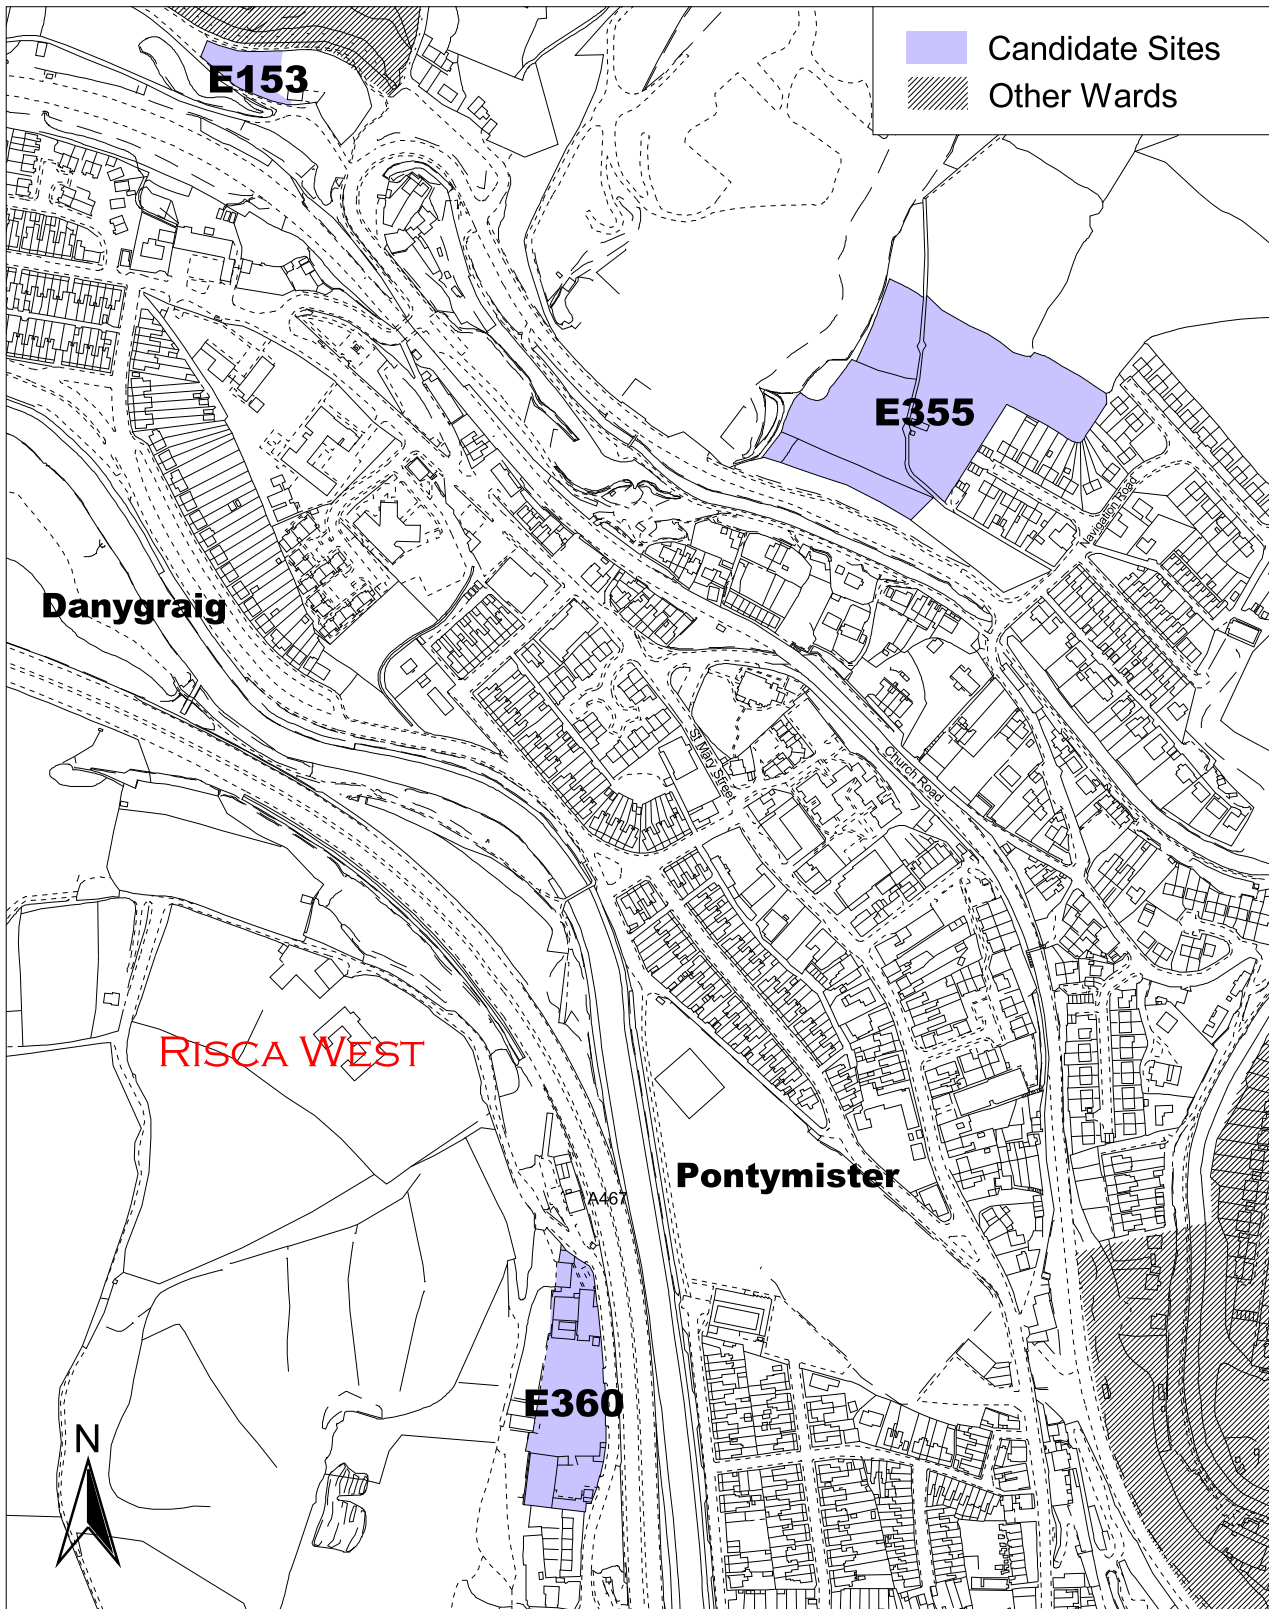 Candidate Sites
Other Wards
E153
E355
Navigation Road
Danygraig
St Mary Street
Church Road
RISCA WEST
Pontymister
A467
E360
N